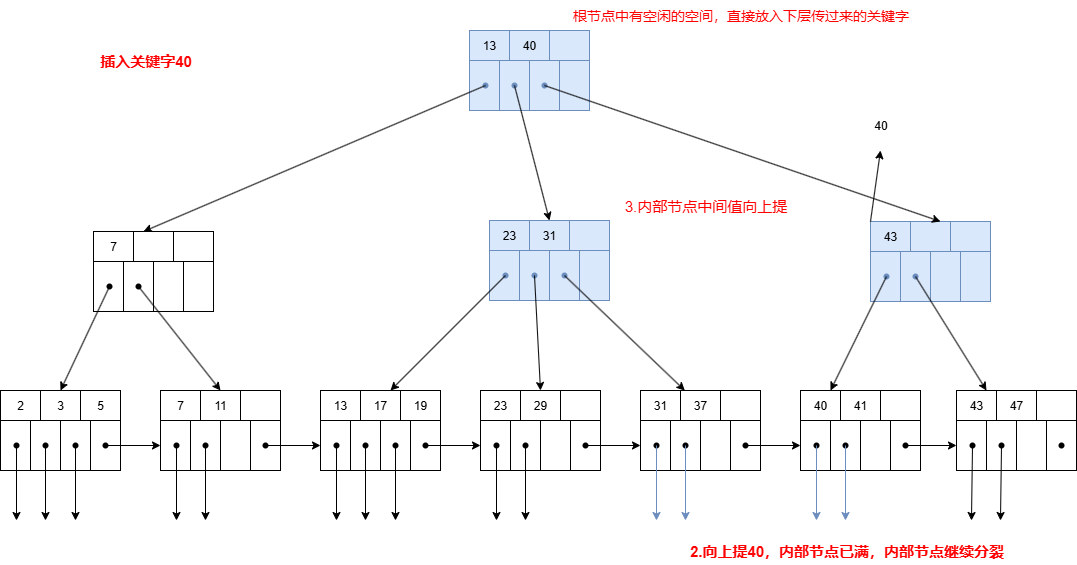 根节点中有空闲的空间，直接放入下层传过来的关键字
插入关键字40
13 40
40
3.内部节点中间值向上提
7
23 31
43
2 3 5
7 11
13 17 19
23 29
31 37
40 41
43 47
2.向上提40，内部节点已满，内部节点继续分裂